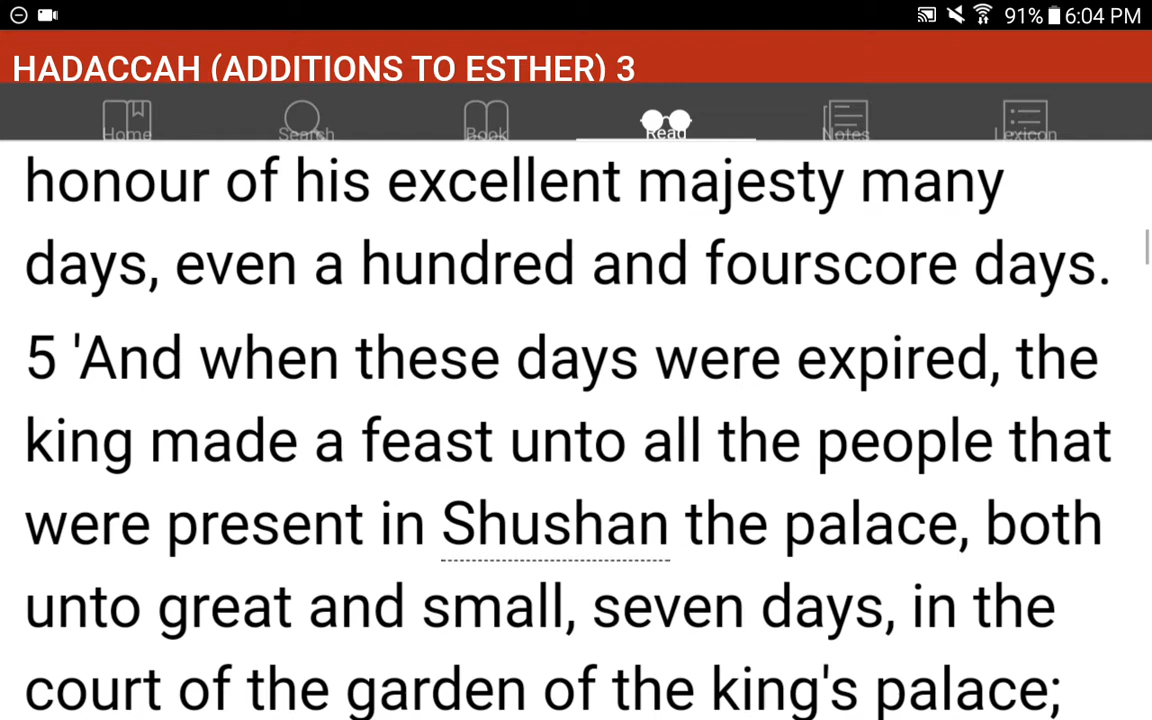 91% 6:04 PM
HADACCAH (ADDITIONS TO ESTHER) 3
Home Search Book Read Notes Lexicon
honour of his excellent majesty many
days, even a hundred and fourscore days.
5 'And when these days were expired, the
king made a feast unto all the people that
were present in Shushan the palace, both
unto great and small, seven days, in the
court of the garden of the king's palace;